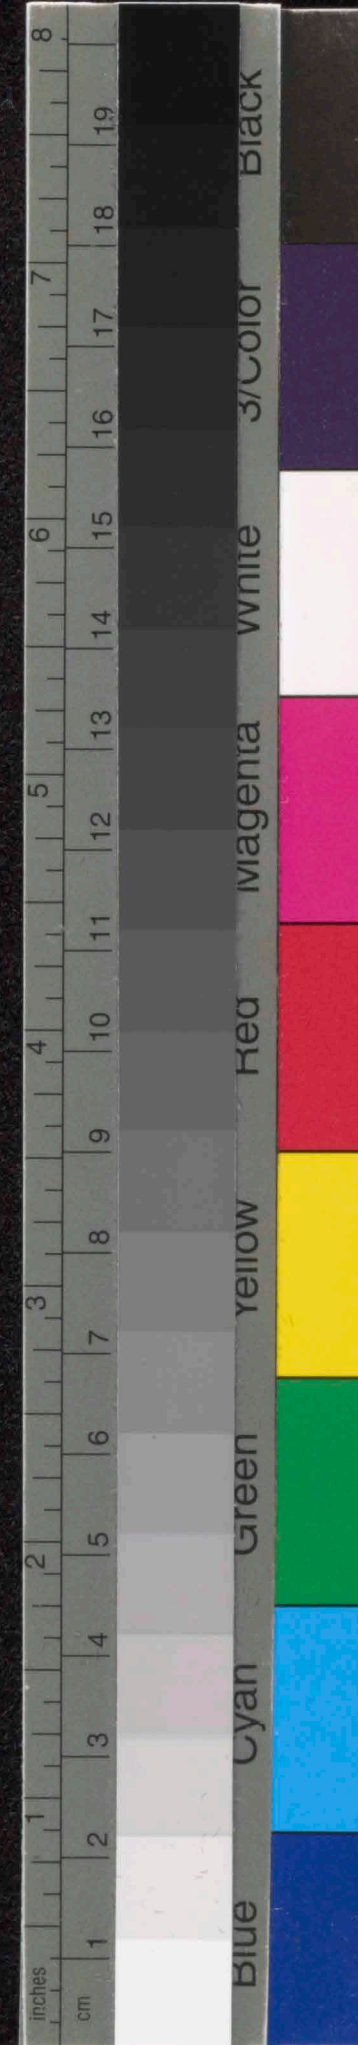 inches 1 2 3 4 5 6 7 8
cm 1 2 3 4 5 6 7 8 9 10 11 12 13 14 15 16 17 18 19
Blue Cyan Green Yellow Red Magenta White 3/Color Black